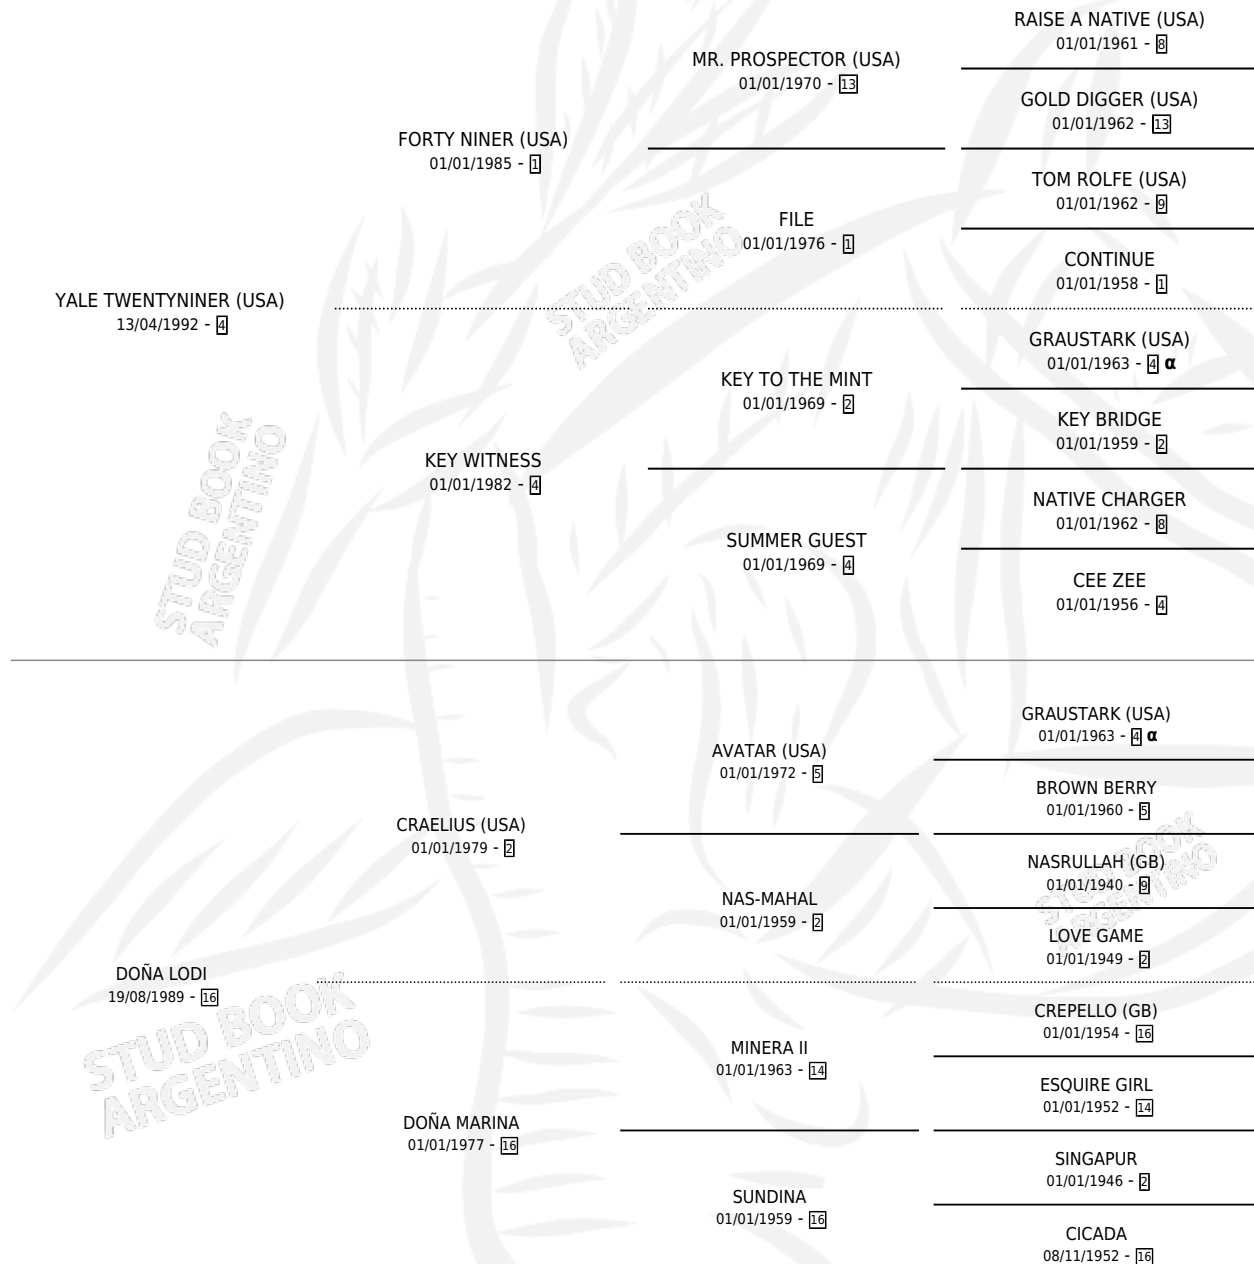 RAISE A NATIVE (USA)
01/01/1961 - 8
MR. PROSPECTOR (USA)
01/01/1970 - 13
GOLD DIGGER (USA)
01/01/1962 - 13
FORTY NINER (USA)
01/01/1985 - 1
TOM ROLFE (USA)
01/01/1962 - 9
FILE
01/01/1976 - 1
CONTINUE
01/01/1958 - 1
YALE TWENTYNINER (USA)
13/04/1992 - 4
GRAUSTARK (USA)
01/01/1963 - 4 α
KEY TO THE MINT
01/01/1969 - 2
KEY BRIDGE
01/01/1959 - 2
KEY WITNESS
01/01/1982 - 4
NATIVE CHARGER
01/01/1962 - 8
SUMMER GUEST
01/01/1969 - 4
CEE ZEE
01/01/1956 - 4
GRAUSTARK (USA)
01/01/1963 - 4 α
AVATAR (USA)
01/01/1972 - 5
BROWN BERRY
01/01/1960 - 5
CRAELIUS (USA)
01/01/1979 - 2
NASRULLAH (GB)
01/01/1940 - 9
NAS-MAHAL
01/01/1959 - 2
LOVE GAME
01/01/1949 - 2
DOÑA LODI
19/08/1989 - 16
CREPELLO (GB)
01/01/1954 - 16
MINERA II
01/01/1963 - 14
ESQUIRE GIRL
01/01/1952 - 14
DOÑA MARINA
01/01/1977 - 16
SINGAPUR
01/01/1946 - 2
SUNDINA
01/01/1959 - 16
CICADA
08/11/1952 - 16
STUD BOOK
ARGENTINO
STUD BOOK
ARGENTINO
STUD BOOK
ARGENTINO
STUD BOOK
ARGENTINO